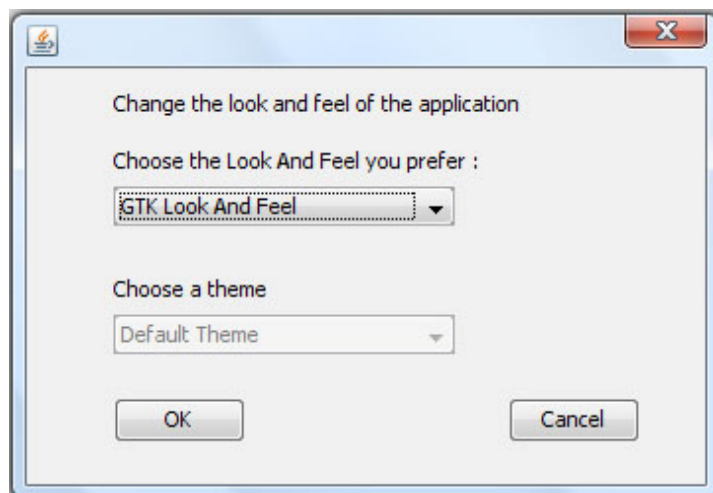 Change the look and feel of the application
Choose the Look And Feel you prefer :
GTK Look And Feel
Choose a theme
Default Theme
OK
Cancel